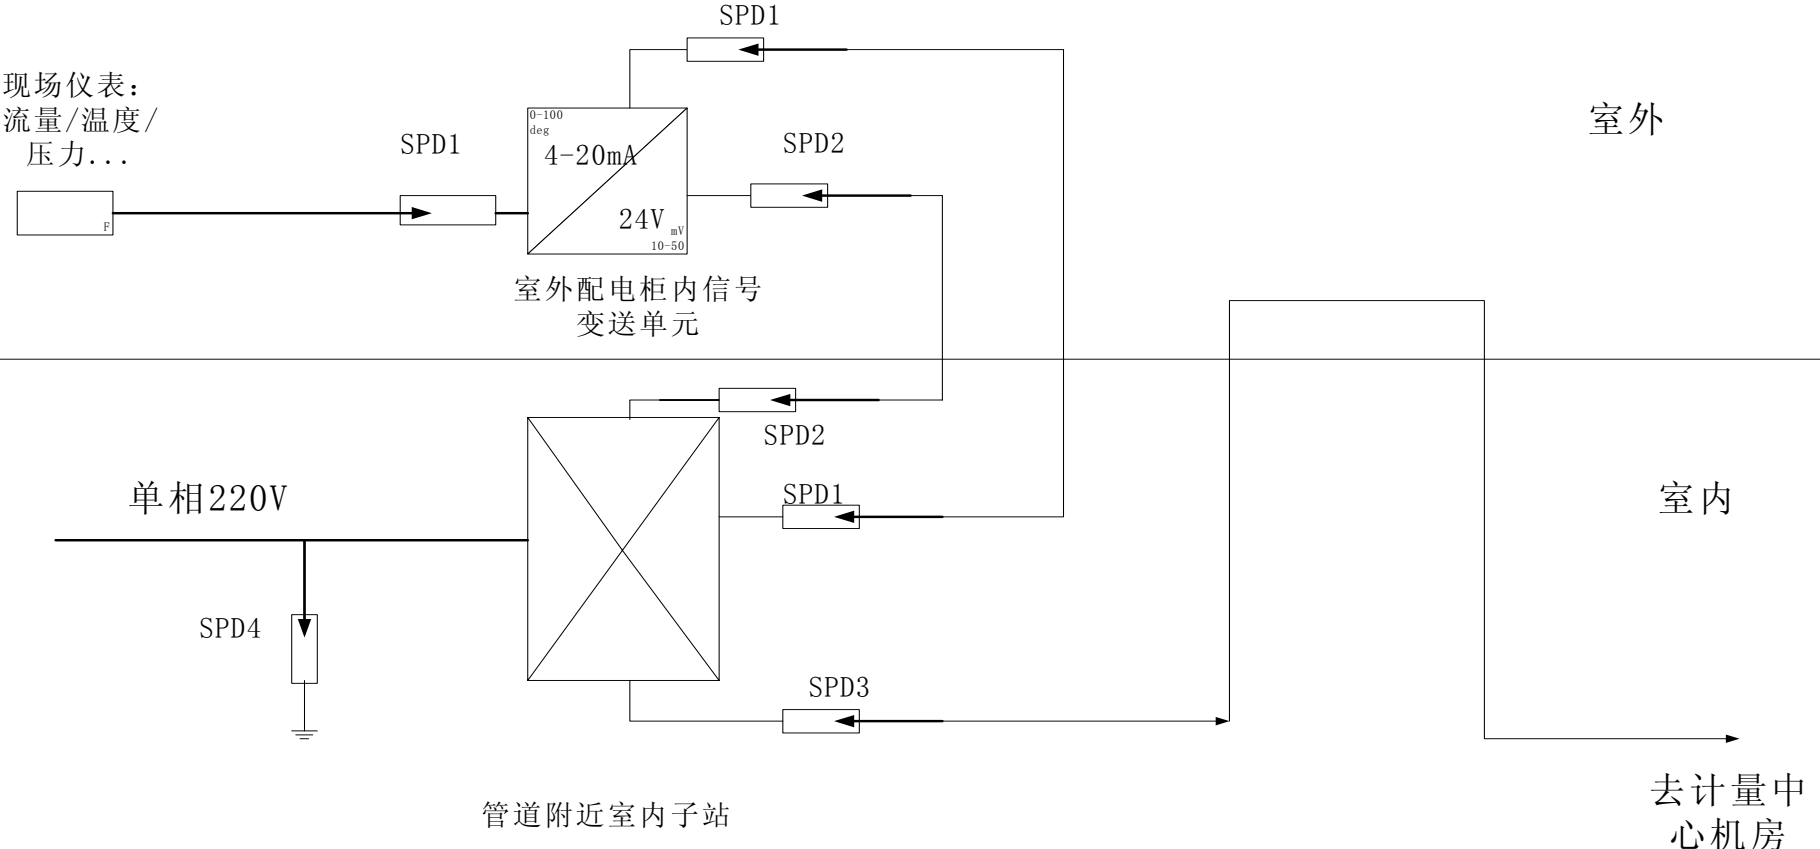 SPD1
现场仪表:
流量/温度/
压力...
SPD1
0-100
deg
4-20mA
SPD2
室外
F
24V
mV
10-50
室外配电柜内信号
变送单元
SPD2
单相220V
SPD1
室内
SPD4
SPD3
管道附近室内子站
去计量中
心机房